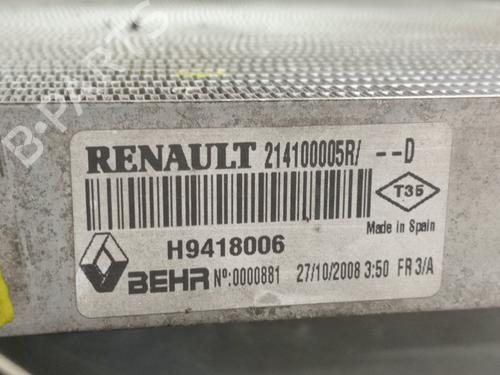 B-PARTS
RENAULT 214100005R/ --D
T35
Made in Spain
H9418006
BEHR Nº:0000881 27/10/2008 3:50 FR 3/A